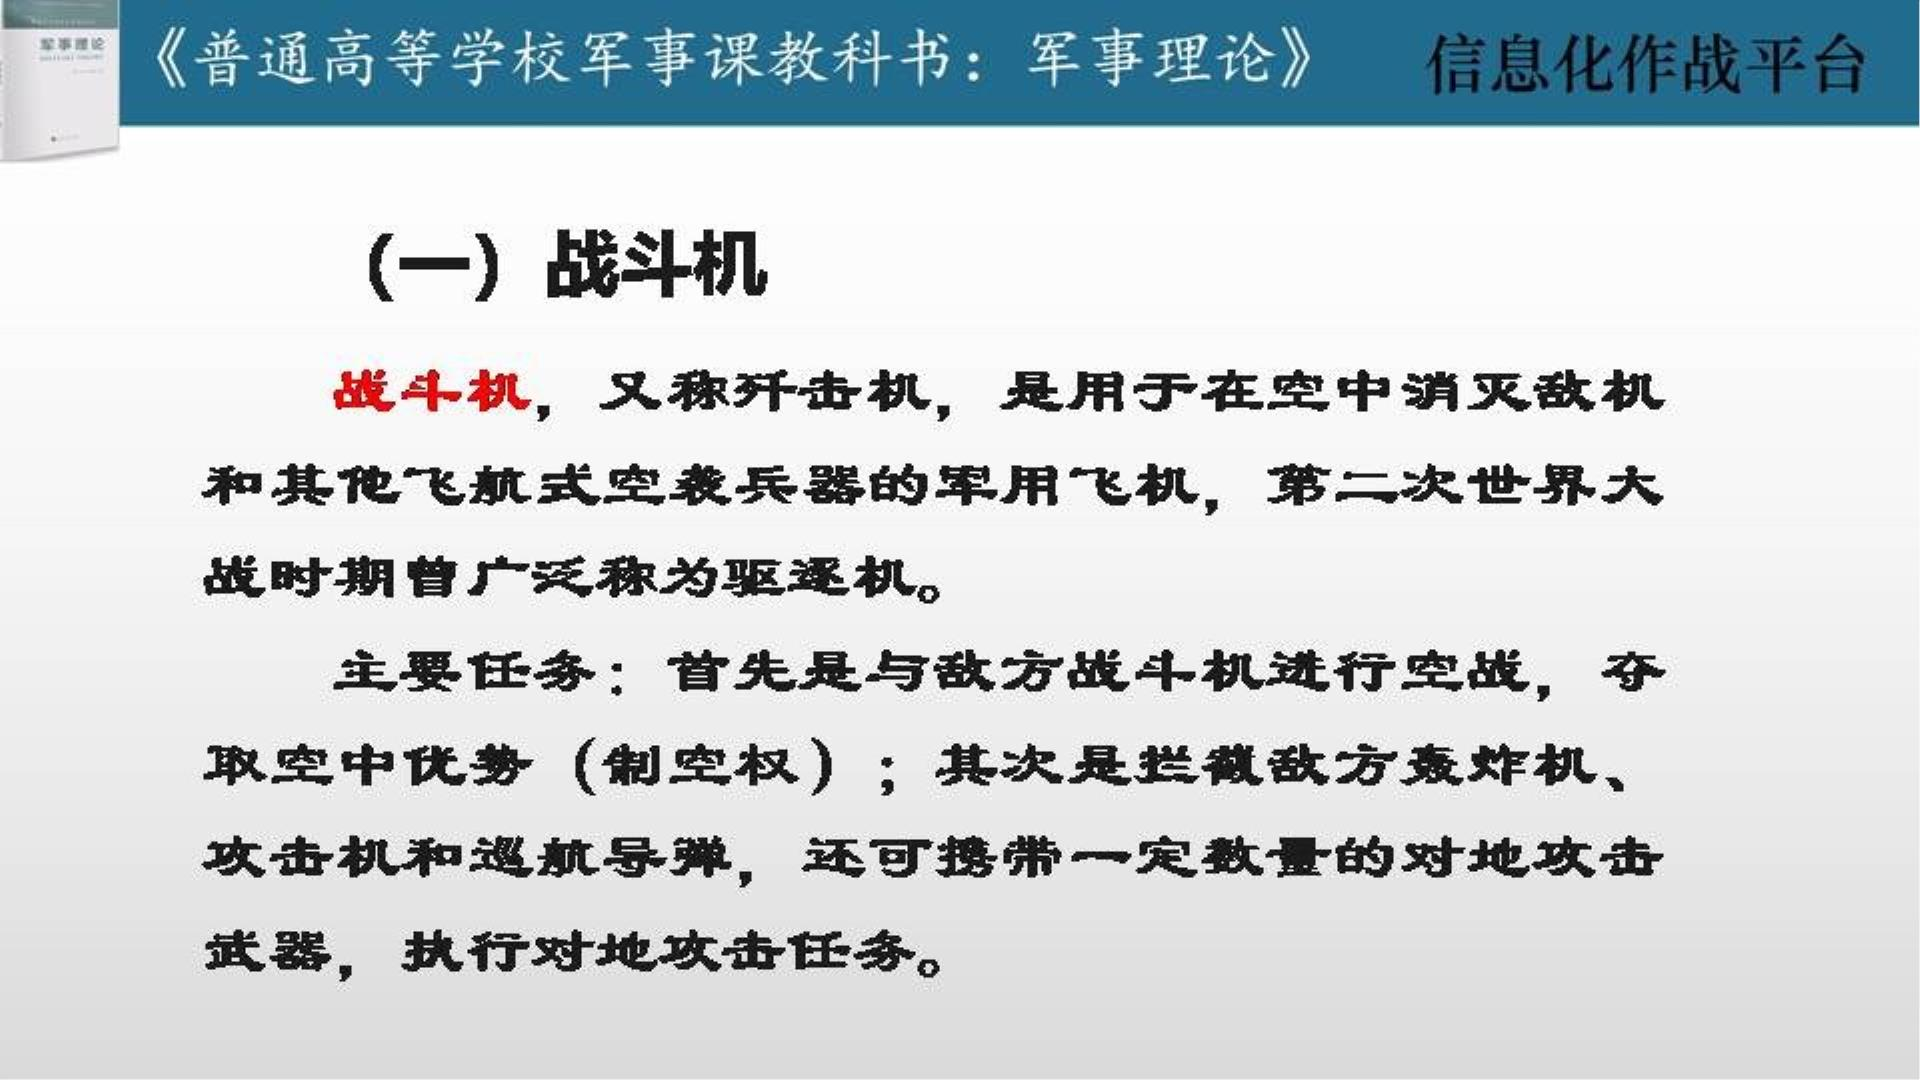 军事理论
《普通高等学校军事课教科书：军事理论》
信息化作战平台
（一）战斗机
战斗机，又称歼击机，是用于在空中消灭敌机
和其他飞航式空袭兵器的军用飞机，第二次世界大
战时期曾广泛称为驱逐机。
主要任务：首先是与敌方战斗机进行空战，夺
取空中优势（制空权）；其次是拦截敌方轰炸机、
攻击机和巡航导弹，还可携带一定数量的对地攻击
武器，执行对地攻击任务。